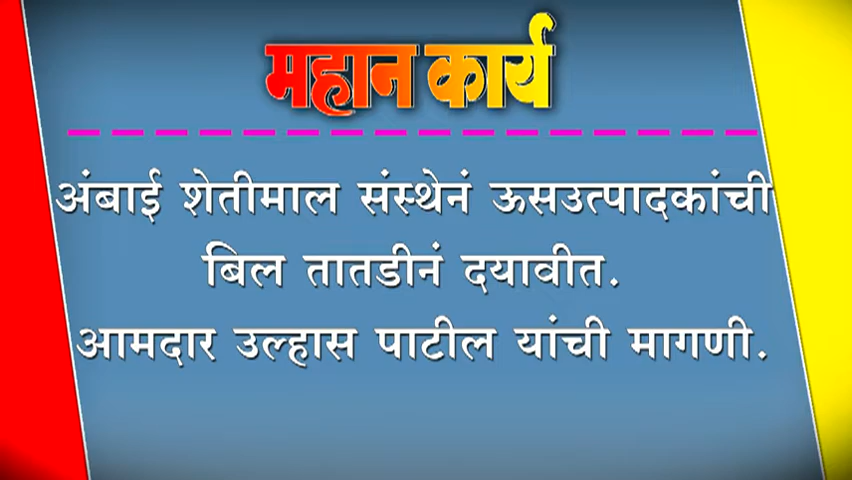 महान कार्य
अंबाई शेतीमाल संस्थेनं ऊसउत्पादकांची
बिल तातडीनं दयावीत.
आमदार उल्हास पाटील यांची मागणी.